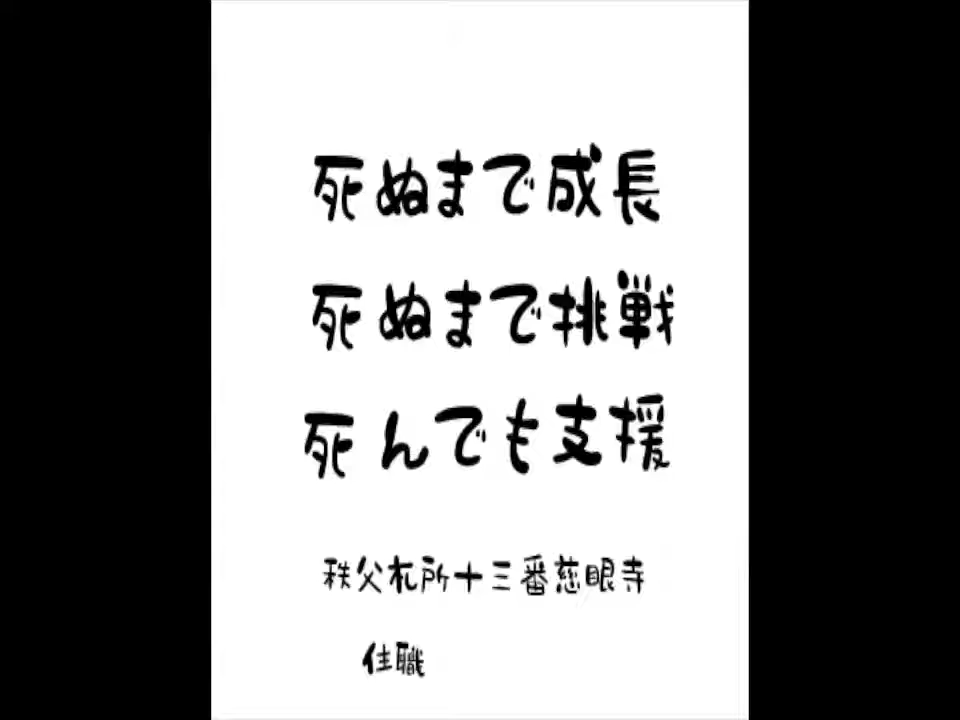 死ぬまで成長
死ぬまで挑戦
死んでも支援
秩父札所十三番慈眼寺
住職